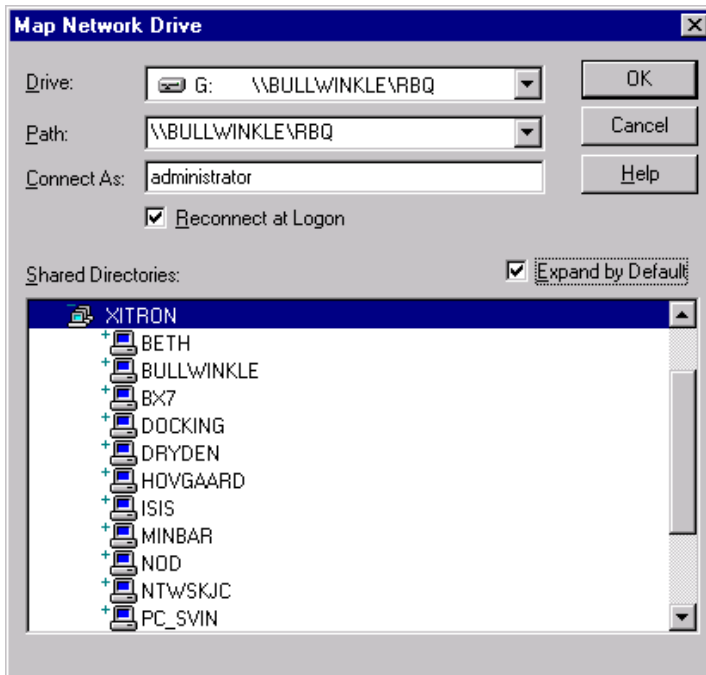 Map Network Drive
Drive: G: \\BULLWINKLE\RBQ OK
Path: \\BULLWINKLE\RBQ Cancel
Connect As: administrator Help
Reconnect at Logon
Shared Directories: Expand by Default
XITRON
BETH
BULLWINKLE
BX7
DOCKING
DRYDEN
HOVGAARD
ISIS
MINBAR
NOD
NTWSKJC
PC_SVIN